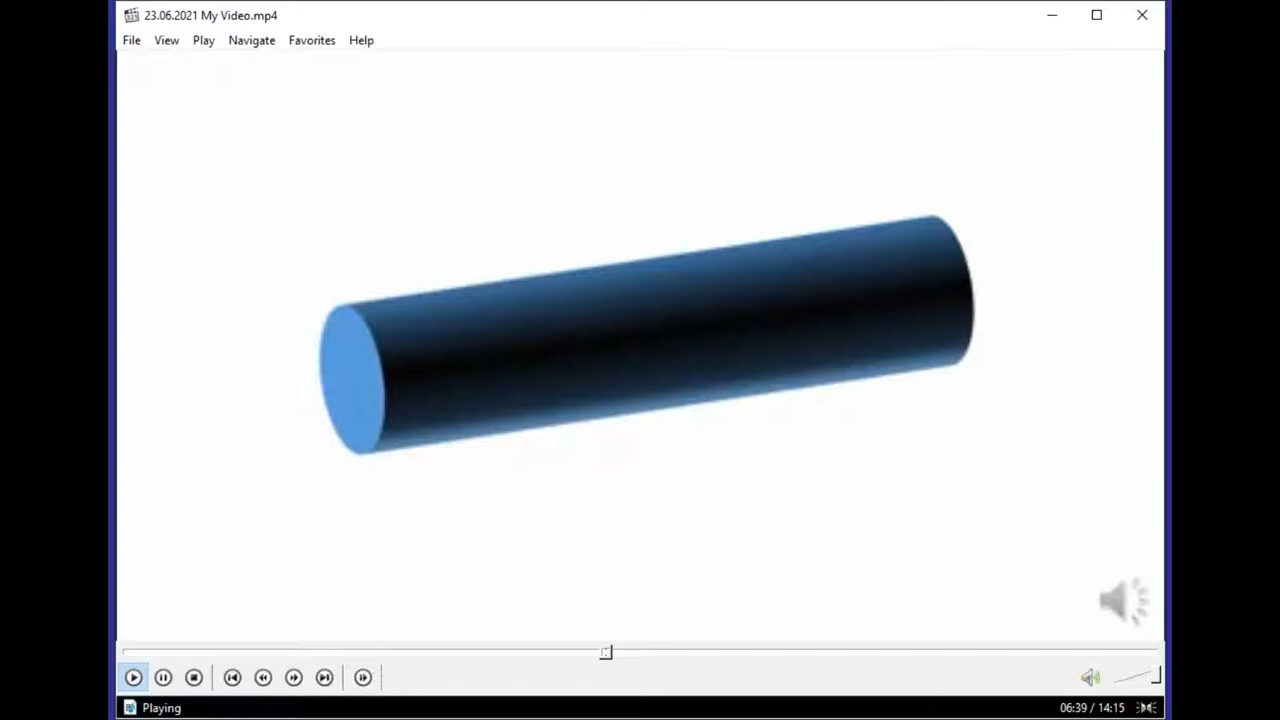 23.06.2021 My Video.mp4
File View Play Navigate Favorites Help
Playing 06:39 / 14:15